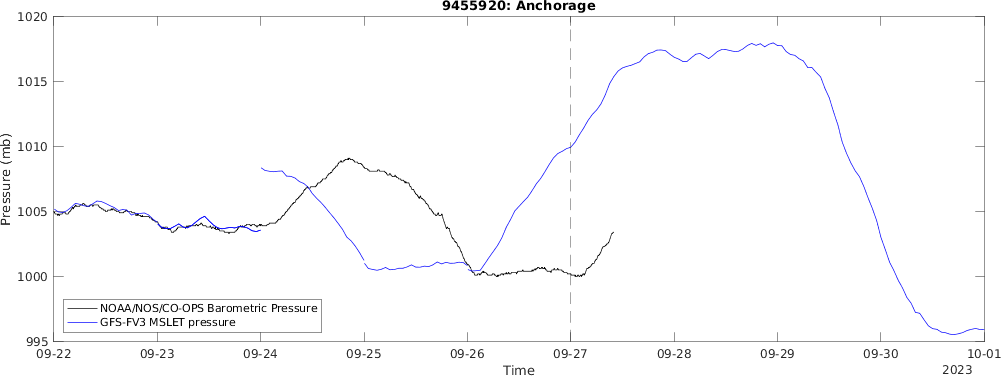 9455920: Anchorage
1020
1015
1010
1005
1000
995
Pressure (mb)
NOAA/NOS/CO-OPS Barometric Pressure
GFS-FV3 MSLET pressure
09-22 09-23 09-24 09-25 09-26 09-27 09-28 09-29 09-30 10-01
Time
2023